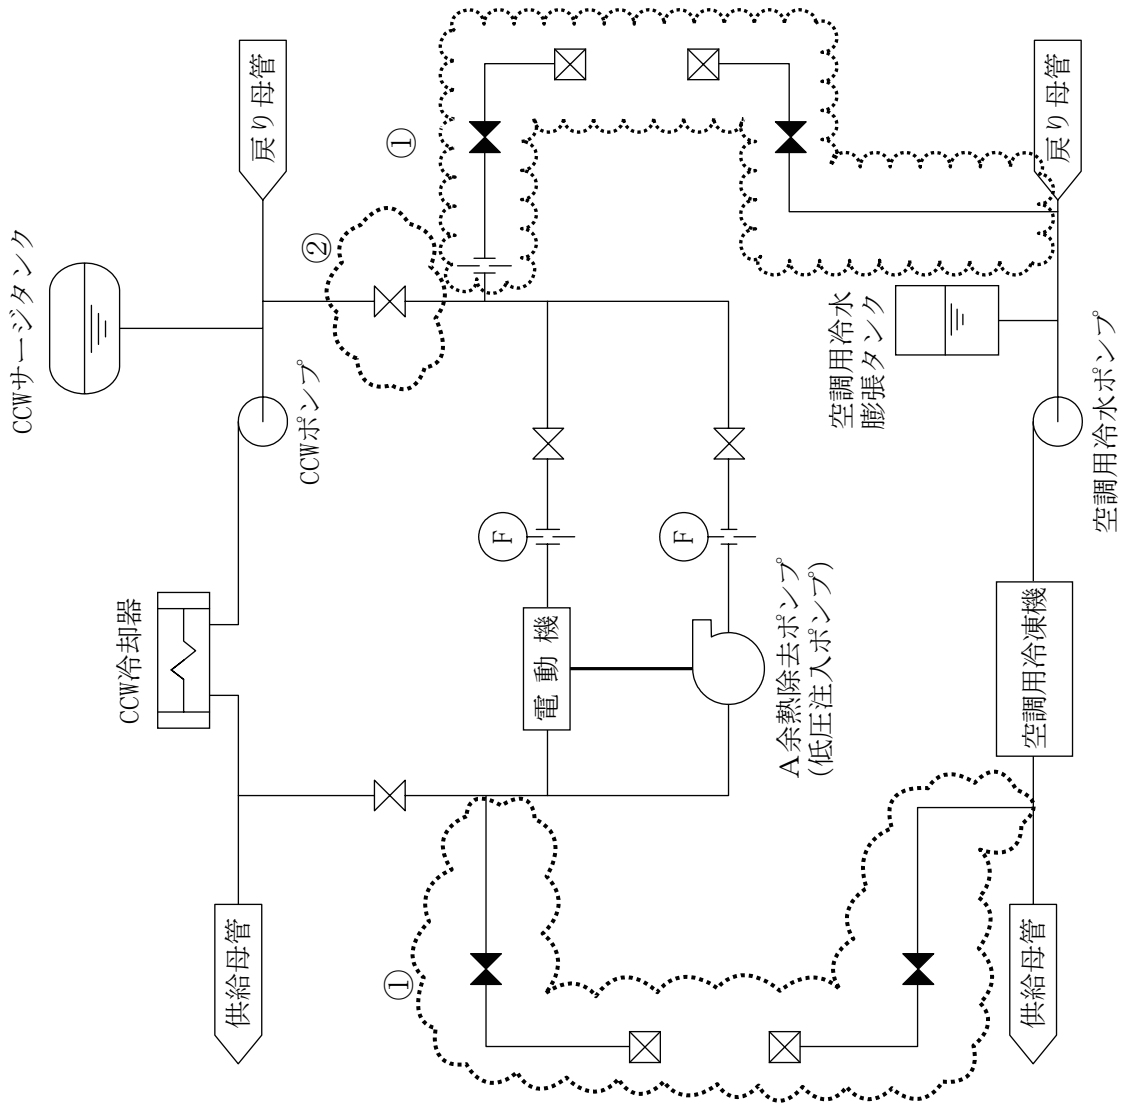 CCWサージタンク
戻り母管
CCWポンプ
CCW冷却器
供給母管
①
②
①
F
F
電動機
A余熱除去ポンプ
(低圧注入ポンプ)
空調用冷水
膨張タンク
戻り母管
空調用冷水ポンプ
空調用冷凍機
供給母管